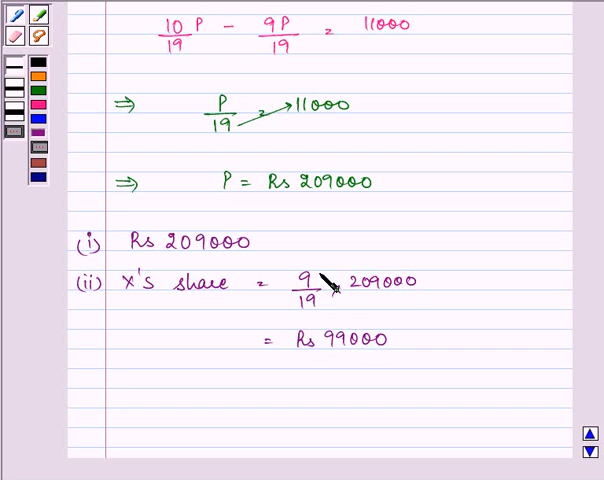 10/19 P - 9P/19 = 11000
⇒ P/19 = 11000
⇒ P = Rs 209000
(i) Rs 209000
(ii) X's share = 9/19 × 209000
= Rs 99000